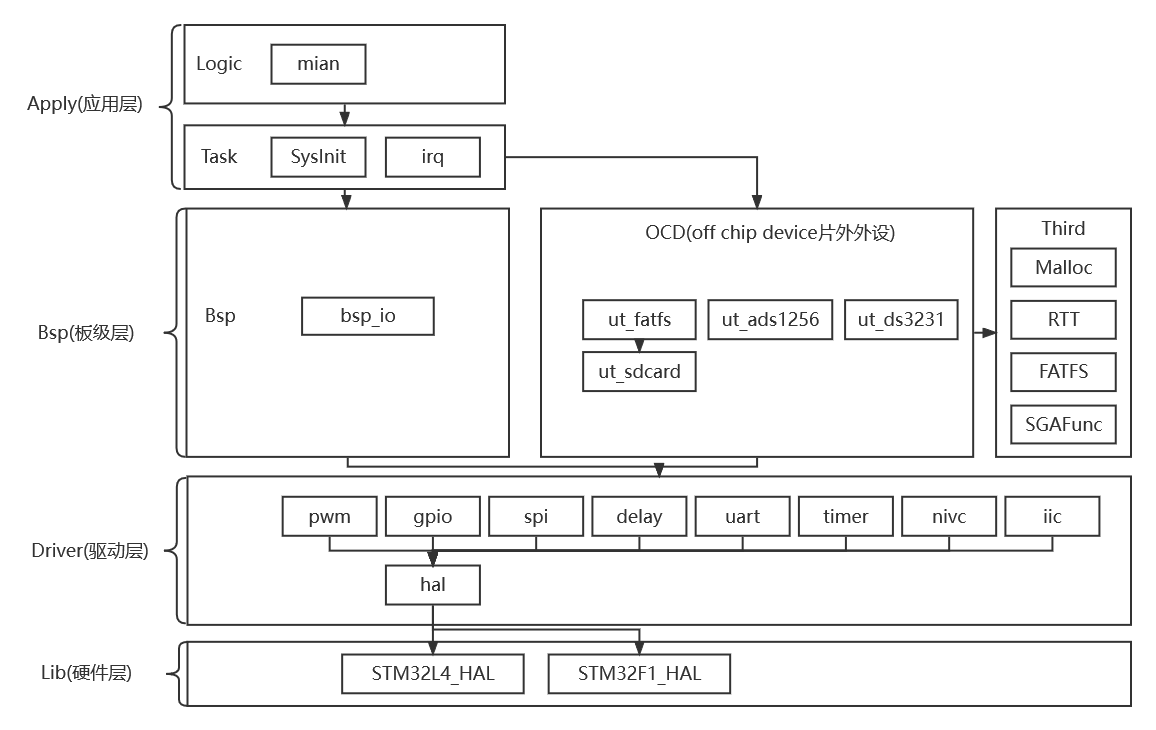 Apply(应用层)
Logic
mian
Task
SysInit
irq
Bsp(板级层)
Bsp
bsp_io
OCD(off chip device片外外设)
ut_fatfs
ut_ads1256
ut_ds3231
ut_sdcard
Third
Malloc
RTT
FATFS
SGAFunc
Driver(驱动层)
pwm
gpio
spi
delay
uart
timer
nivc
iic
hal
Lib(硬件层)
STM32L4_HAL
STM32F1_HAL